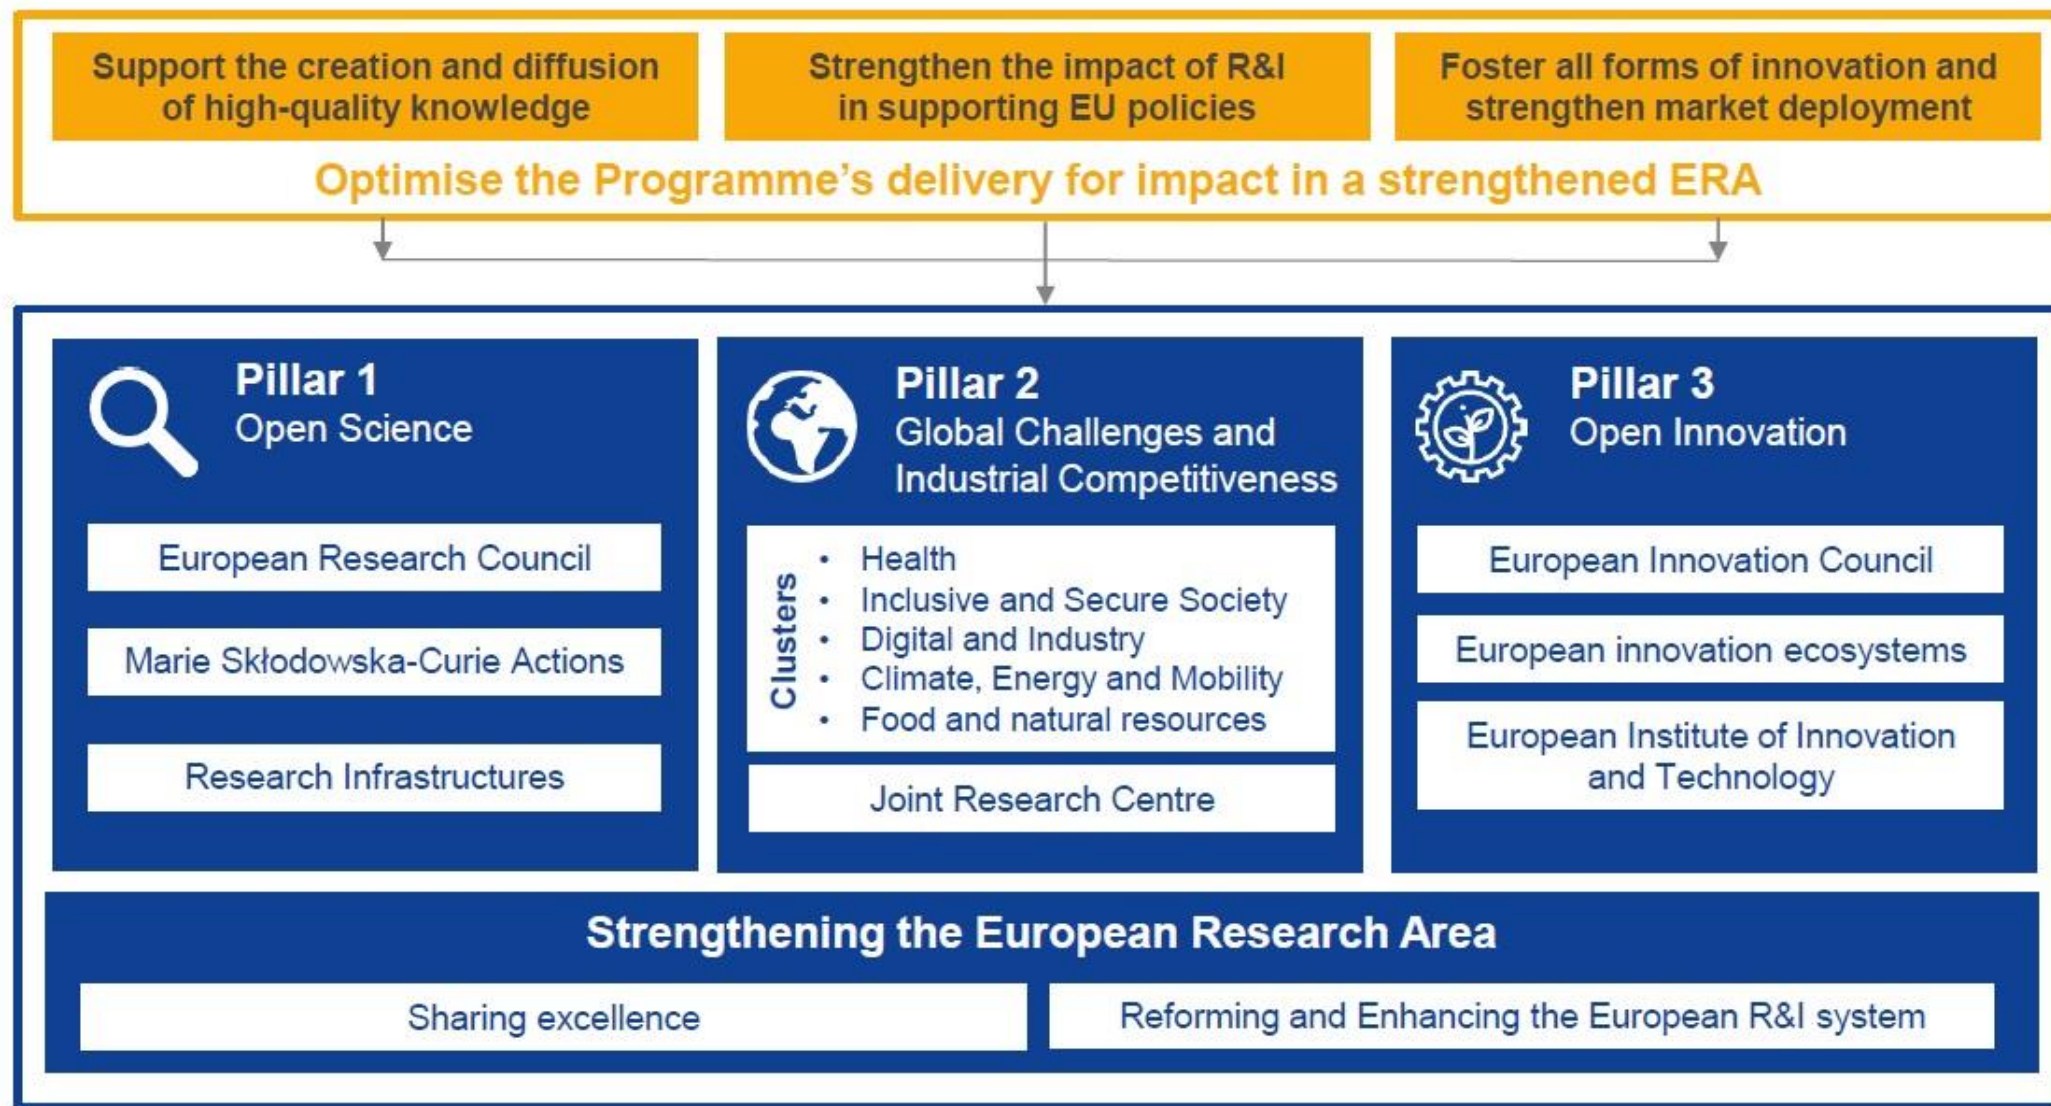 Support the creation and diffusion
of high-quality knowledge
Strengthen the impact of R&I
in supporting EU policies
Foster all forms of innovation and
strengthen market deployment
Optimise the Programme’s delivery for impact in a strengthened ERA
Pillar 1
Open Science
European Research Council
Marie Skłodowska-Curie Actions
Research Infrastructures
Pillar 2
Global Challenges and
Industrial Competitiveness
Clusters
• Health
• Inclusive and Secure Society
• Digital and Industry
• Climate, Energy and Mobility
• Food and natural resources
Joint Research Centre
Pillar 3
Open Innovation
European Innovation Council
European innovation ecosystems
European Institute of Innovation
and Technology
Strengthening the European Research Area
Sharing excellence
Reforming and Enhancing the European R&I system